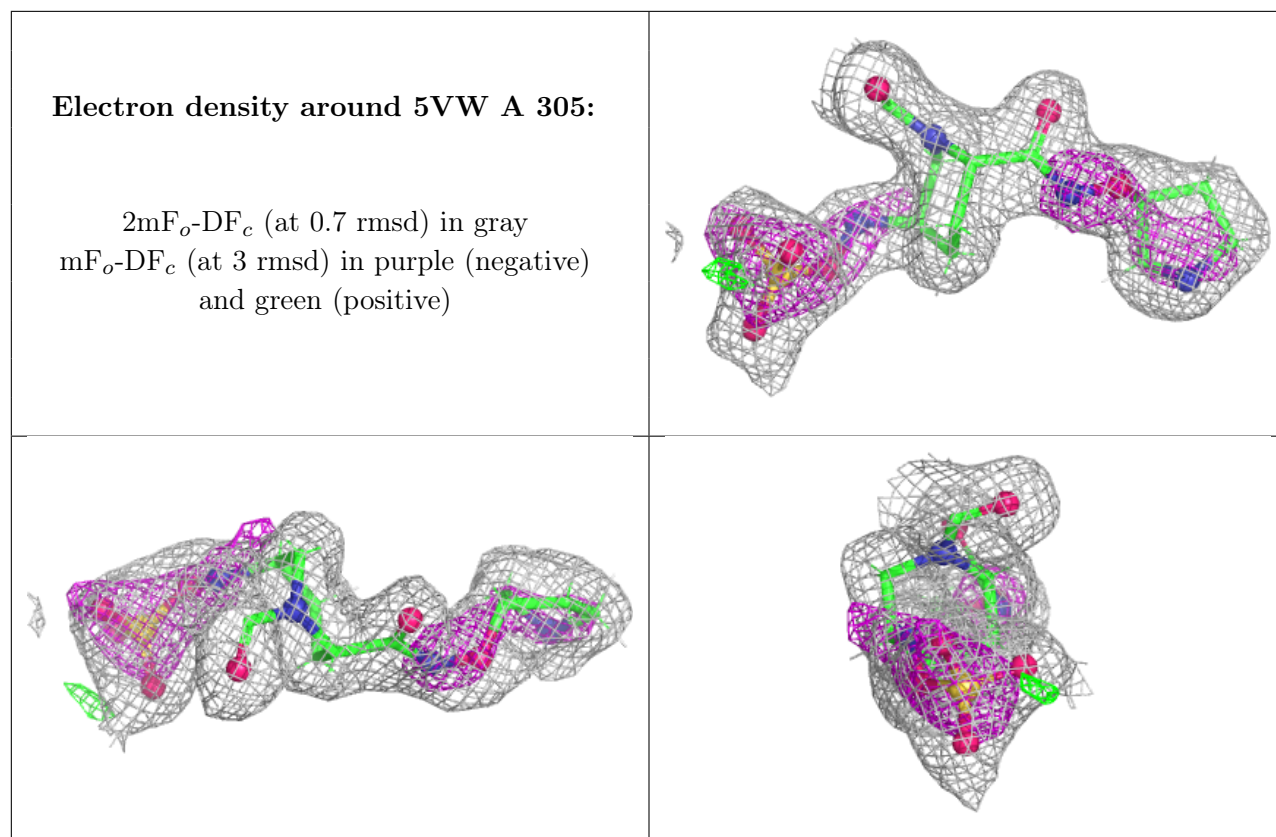 Electron density around 5VW A 305:
2mFo-DFc (at 0.7 rmsd) in gray
mFo-DFc (at 3 rmsd) in purple (negative)
and green (positive)